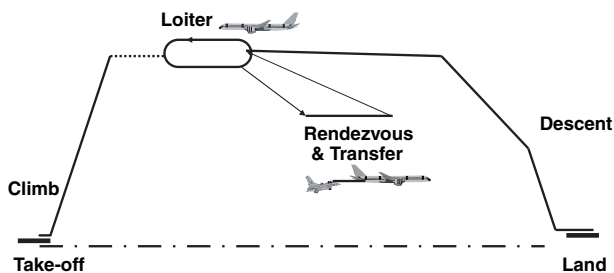 Loiter
Rendezvous
& Transfer
Descent
Climb
Take-off
Land